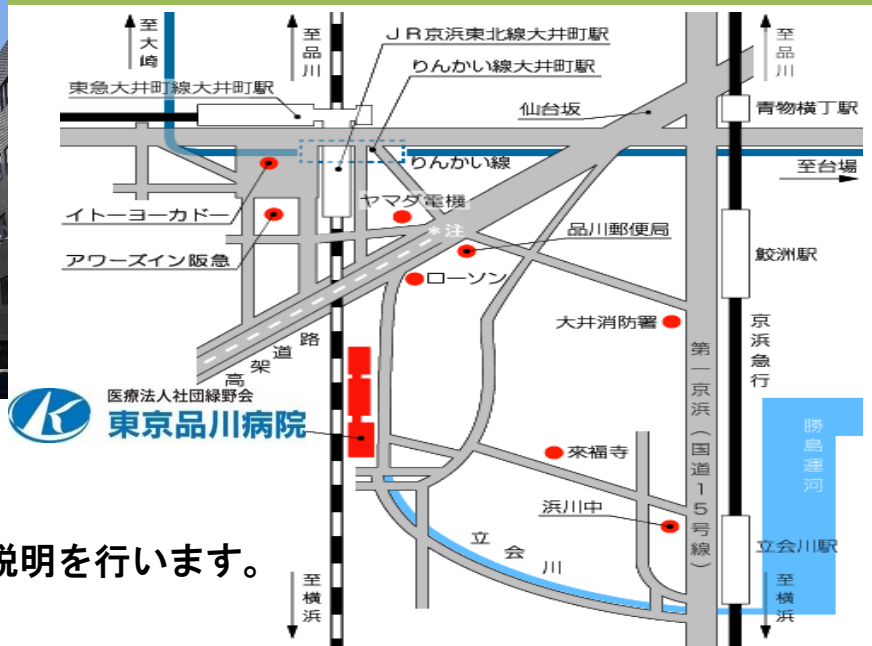 至大崎
至品川
JR京浜東北線大井町駅
至品川
りんかい線大井町駅
東急大井町線大井町駅
仙台坂
青物横丁駅
りんかい線
至台場
イトーヨーカドー
ヤマダ電機
*注
品川郵便局
アワーズイン阪急
鮫洲駅
ローソン
大井消防署
高架道路
京浜急行
第一京浜(国道15号線)
医療法人社団緑野会
東京品川病院
勝島運河
來福寺
浜川中
立会川
立会川駅
説明を行います。
至横浜
至横浜